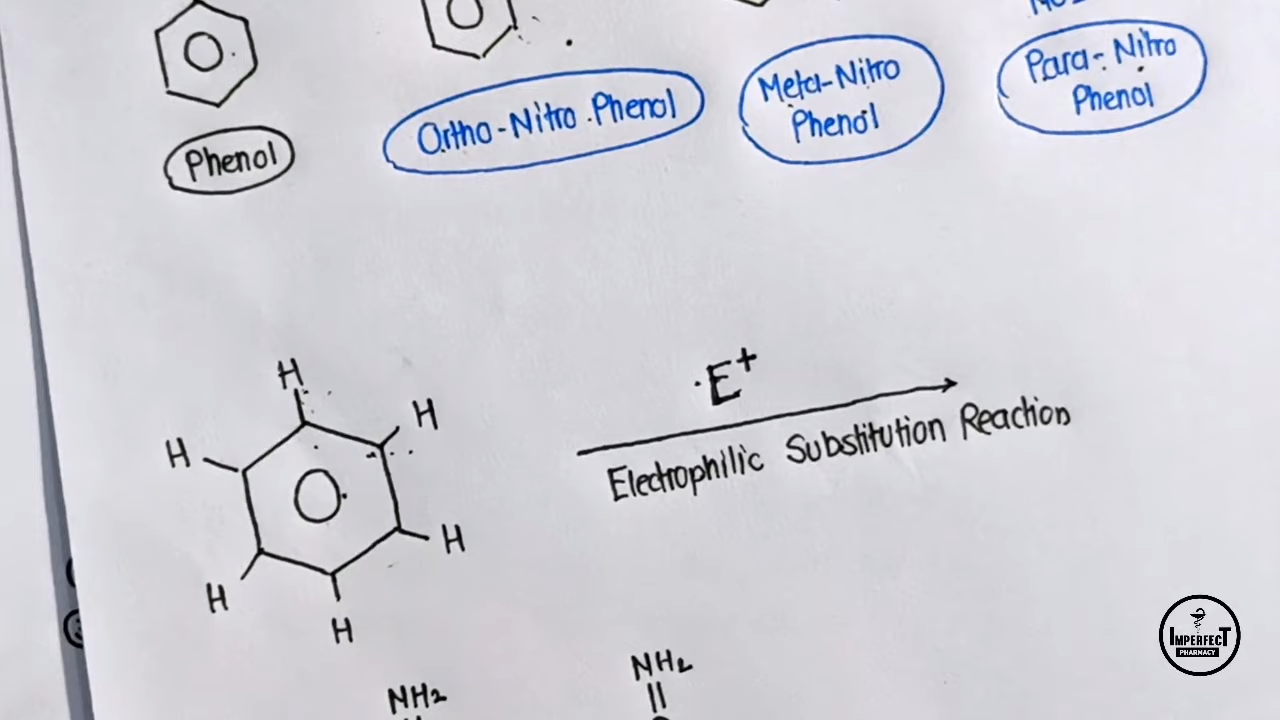 Phenol
Ortho-Nitro Phenol
Meta-Nitro
Phenol
Para-Nitro
Phenol
H
H
H
H
H
H
E+
Electrophilic Substitution Reaction
NH₂
NH₂
IMPERFECT
PHARMACY